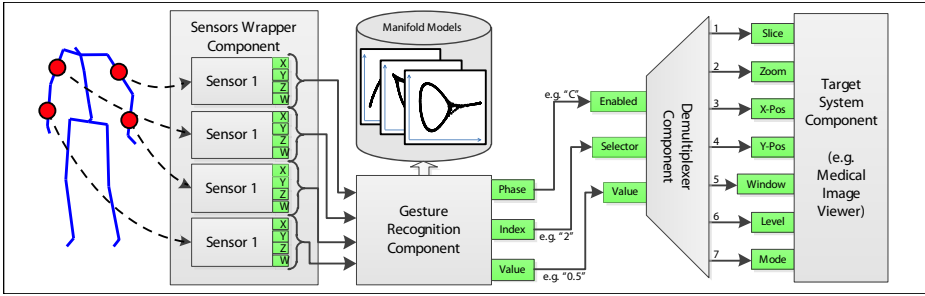 Sensors Wrapper
Component
Sensor 1
X
Y
Z
W
Sensor 1
X
Y
Z
W
Sensor 1
X
Y
Z
W
Sensor 1
X
Y
Z
W
Manifold Models
Gesture
Recognition
Component
Phase
Index
Value
e.g. “C”
e.g. “2”
e.g. “0.5”
Enabled
Selector
Value
Demultiplexer
Component
1
2
3
4
5
6
7
Slice
Zoom
X-Pos
Y-Pos
Window
Level
Mode
Target
System
Component
(e.g.
Medical
Image
Viewer)